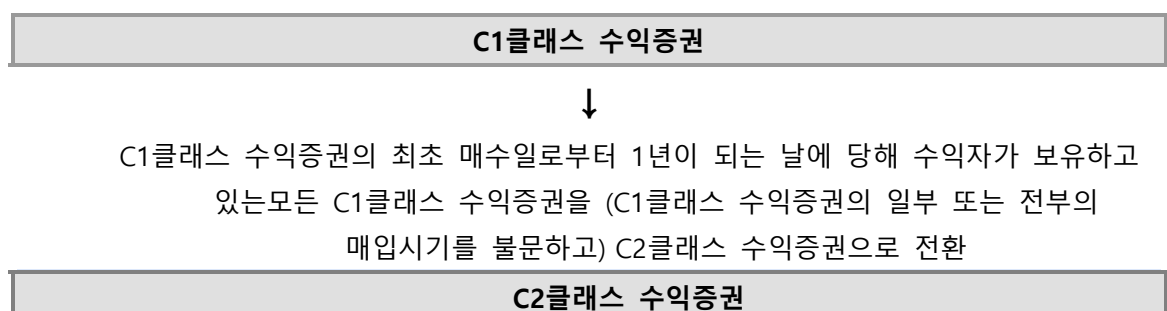 C1클래스 수익증권
↓
C1클래스 수익증권의 최초 매수일로부터 1년이 되는 날에 당해 수익자가 보유하고
있는모든 C1클래스 수익증권을 (C1클래스 수익증권의 일부 또는 전부의
매입시기를 불문하고) C2클래스 수익증권으로 전환
C2클래스 수익증권